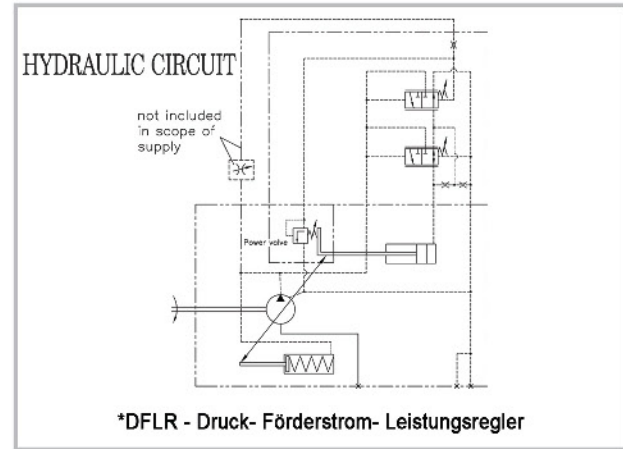 HYDRAULIC CIRCUIT
not included
in scope of
supply
Power valve
*DFLR - Druck- Förderstrom- Leistungsregler